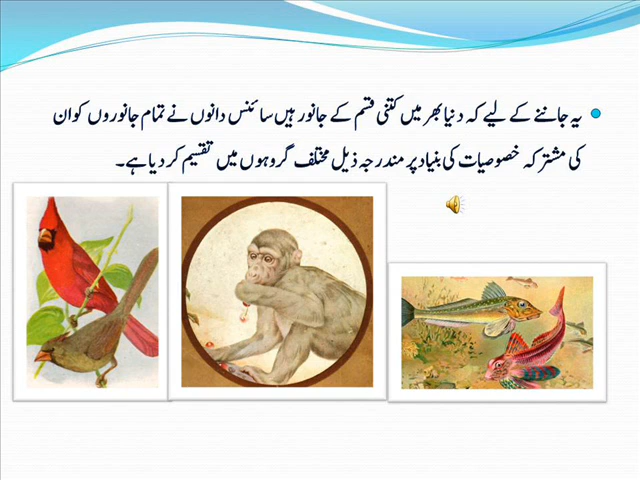 یہ جاننے کے لیے کہ دنیا بھر میں کتنی قسم کے جانور ہیں سائنس دانوں نے تمام جانوروں کو ان
کی مشترکہ خصوصیات کی بنیاد پر مندرجہ ذیل مختلف گروہوں میں تقسیم کر دیا ہے۔